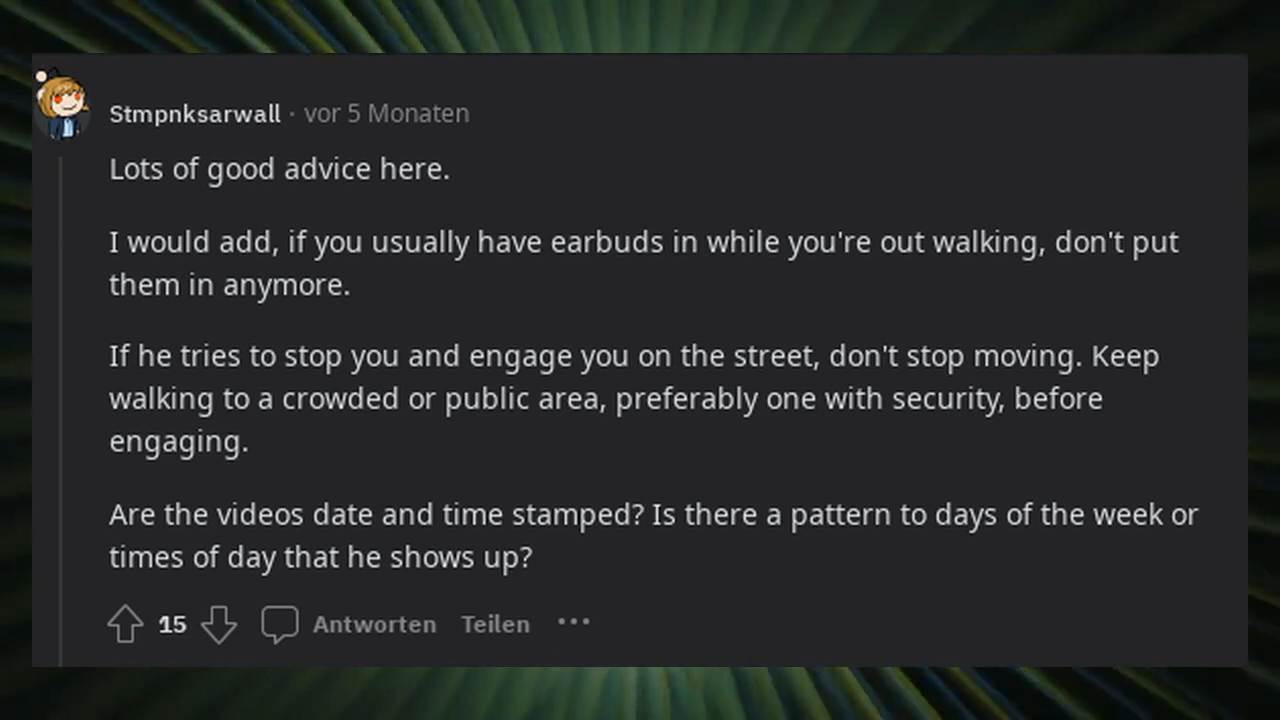 Stmpnksarwall · vor 5 Monaten
Lots of good advice here.
I would add, if you usually have earbuds in while you're out walking, don't put
them in anymore.
If he tries to stop you and engage you on the street, don't stop moving. Keep
walking to a crowded or public area, preferably one with security, before
engaging.
Are the videos date and time stamped? Is there a pattern to days of the week or
times of day that he shows up?
15 Antworten Teilen ···